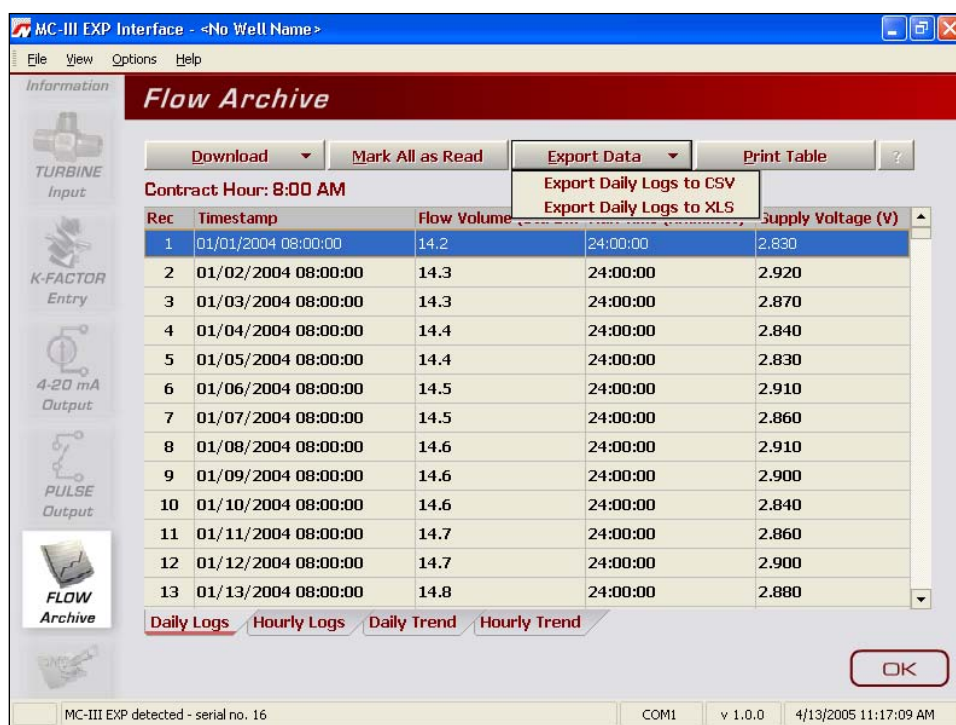 MC-III EXP Interface - <No Well Name>
File View Options Help
Information
TURBINE
Input
K-FACTOR
Entry
4-20 mA
Output
PULSE
Output
FLOW
Archive
Flow Archive
Download Mark All as Read Export Data Print Table ?
Export Daily Logs to CSV
Export Daily Logs to XLS
Contract Hour: 8:00 AM
Rec Timestamp Flow Volume Supply Voltage (V)
1 01/01/2004 08:00:00 14.2 24:00:00 2.830
2 01/02/2004 08:00:00 14.3 24:00:00 2.920
3 01/03/2004 08:00:00 14.3 24:00:00 2.870
4 01/04/2004 08:00:00 14.4 24:00:00 2.840
5 01/05/2004 08:00:00 14.4 24:00:00 2.830
6 01/06/2004 08:00:00 14.5 24:00:00 2.910
7 01/07/2004 08:00:00 14.5 24:00:00 2.860
8 01/08/2004 08:00:00 14.6 24:00:00 2.910
9 01/09/2004 08:00:00 14.6 24:00:00 2.900
10 01/10/2004 08:00:00 14.6 24:00:00 2.840
11 01/11/2004 08:00:00 14.7 24:00:00 2.860
12 01/12/2004 08:00:00 14.7 24:00:00 2.900
13 01/13/2004 08:00:00 14.8 24:00:00 2.880
Daily Logs Hourly Logs Daily Trend Hourly Trend
OK
MC-III EXP detected - serial no. 16 COM1 v 1.0.0 4/13/2005 11:17:09 AM